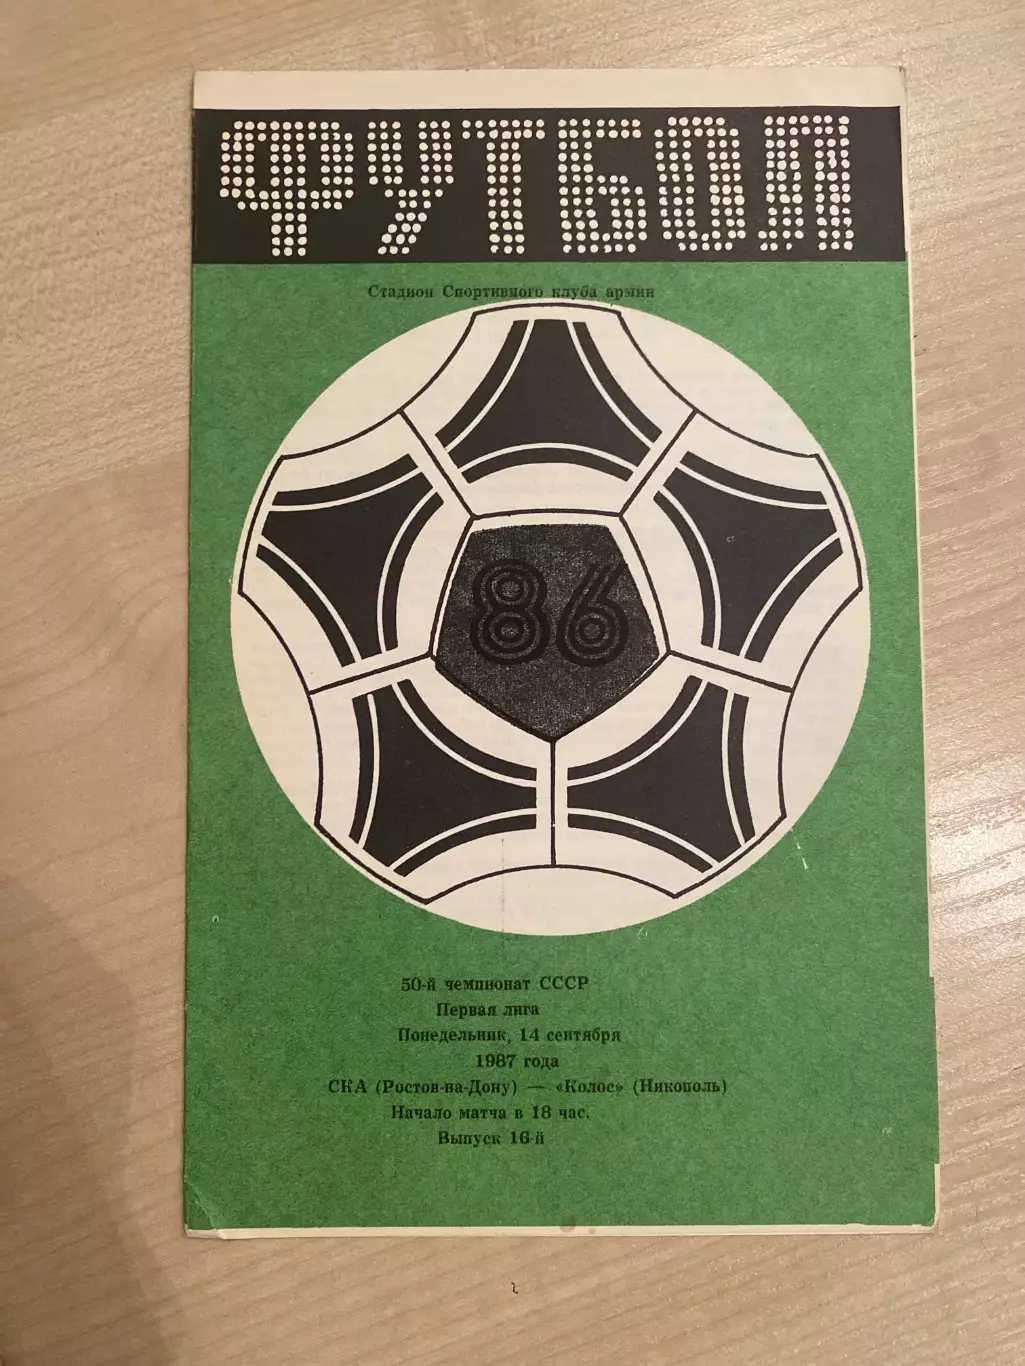 ФУТБОЛ
Стадион Спортивного клуба армии
86
50-й чемпионат СССР
Первая лига
Понедельник, 14 сентября
1987 года
СКА (Ростов-на-Дону) — «Колос» (Никополь)
Начало матча в 18 час.
Выпуск 16-й